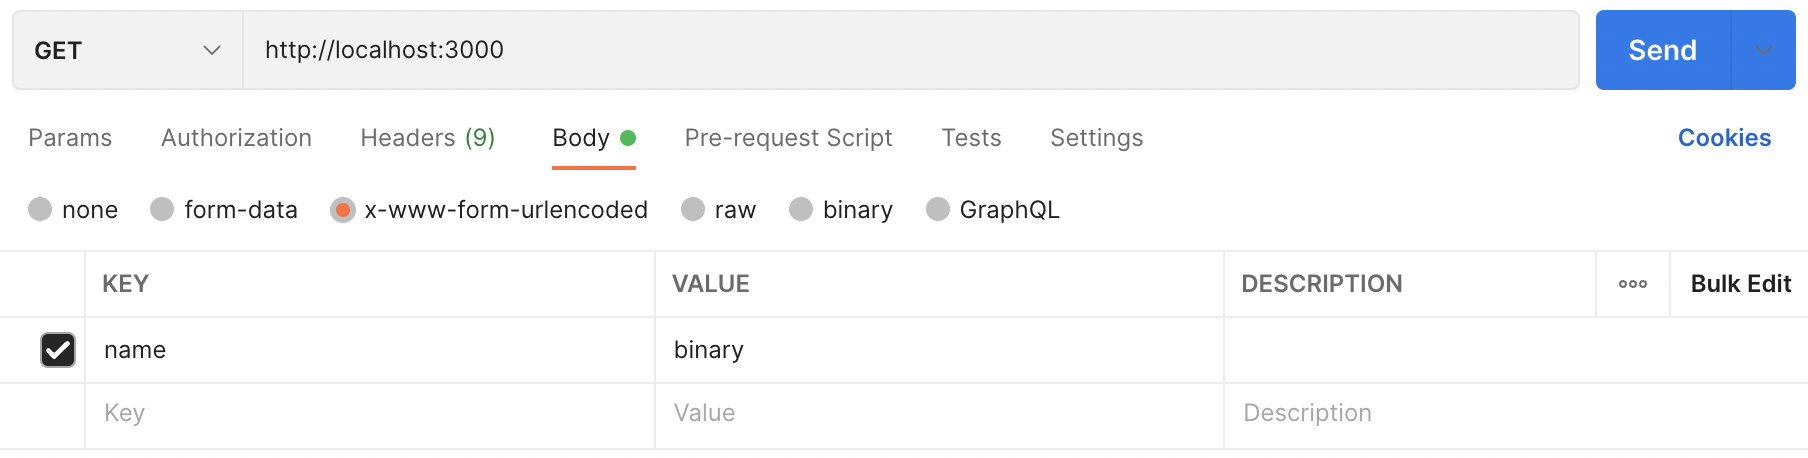 GET http://localhost:3000 Send
Params Authorization Headers (9) Body Pre-request Script Tests Settings Cookies
none form-data x-www-form-urlencoded raw binary GraphQL
KEY VALUE DESCRIPTION Bulk Edit
name binary
Key Value Description